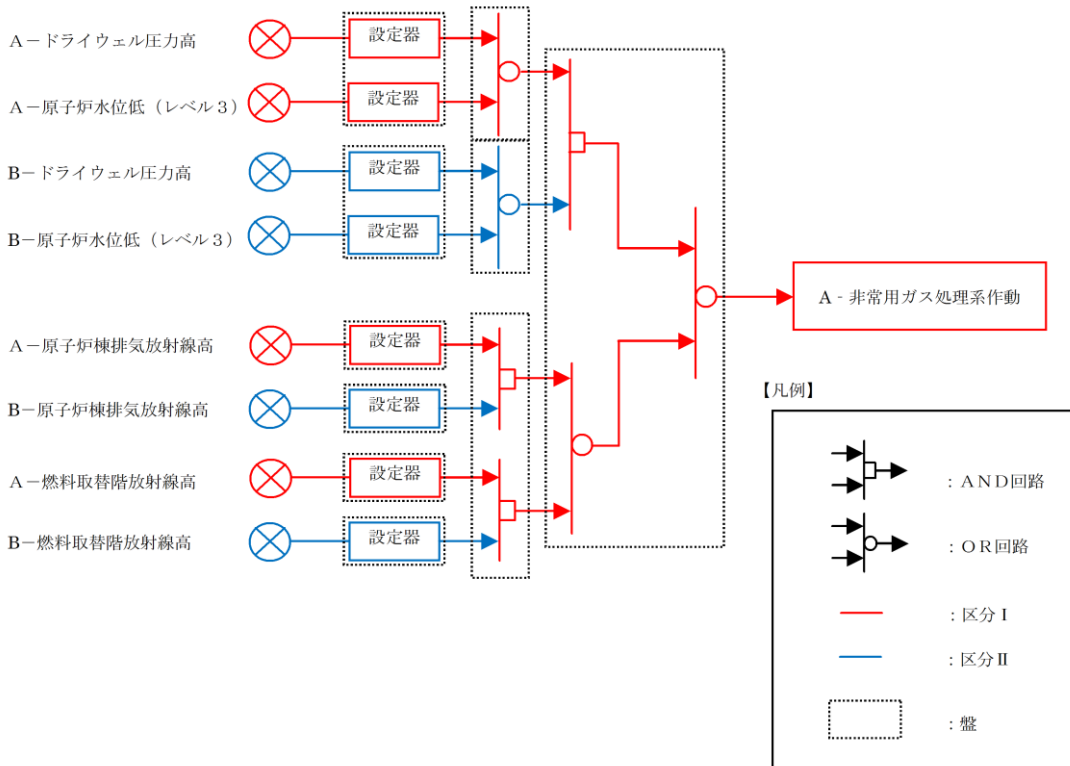 A－ドライウェル圧力高
設定器
A－原子炉水位低（レベル３）
設定器
B－ドライウェル圧力高
設定器
B－原子炉水位低（レベル３）
設定器
A - 非常用ガス処理系作動
A－原子炉棟排気放射線高
設定器
B－原子炉棟排気放射線高
設定器
A－燃料取替階放射線高
設定器
B－燃料取替階放射線高
設定器
【凡例】
：ＡＮＤ回路
：ＯＲ回路
：区分Ⅰ
：区分Ⅱ
：盤